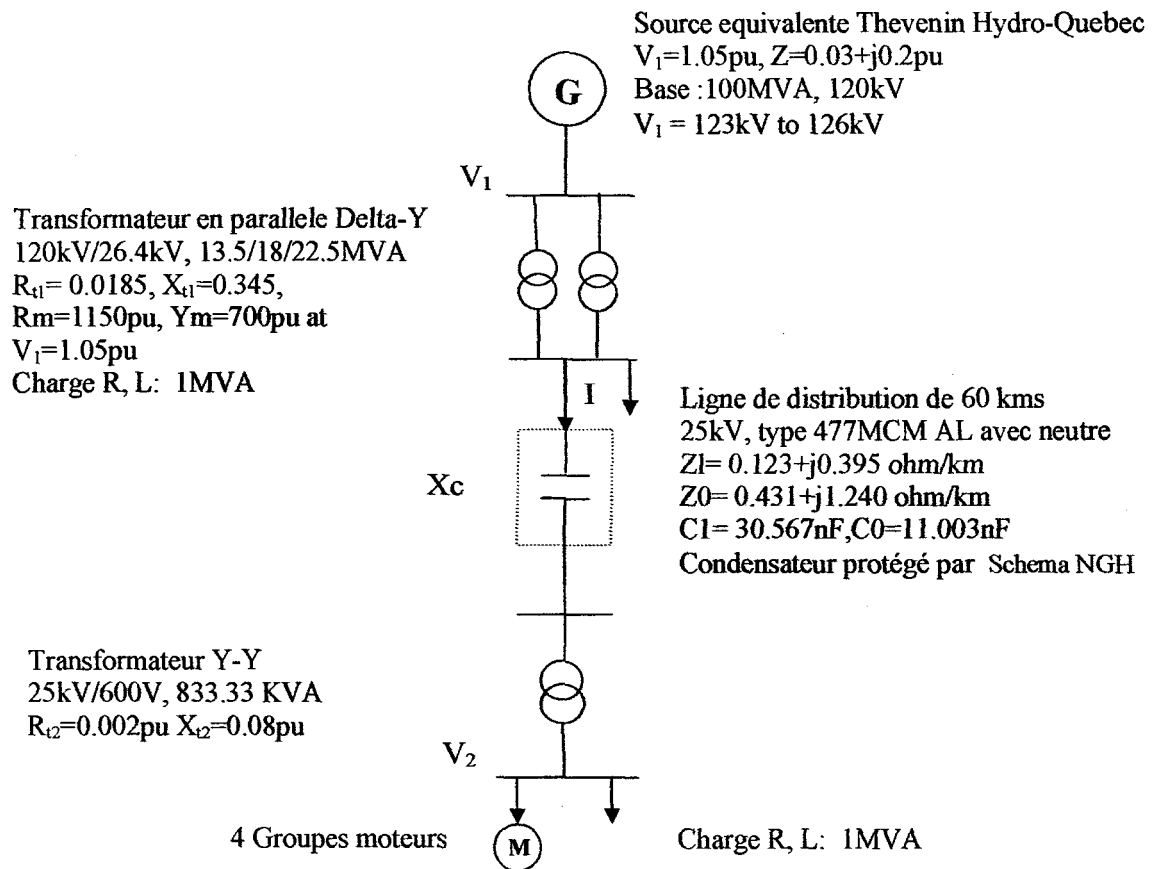 Source equivalente Thevenin Hydro-Quebec
V1=1.05pu, Z=0.03+j0.2pu
Base :100MVA, 120kV
V1 = 123kV to 126kV
G
V1
Transformateur en parallele Delta-Y
120kV/26.4kV, 13.5/18/22.5MVA
Rt1= 0.0185, Xt1=0.345,
Rm=1150pu, Ym=700pu at
V1=1.05pu
Charge R, L: 1MVA
I
Xc
Ligne de distribution de 60 kms
25kV, type 477MCM AL avec neutre
Zl= 0.123+j0.395 ohm/km
Z0= 0.431+j1.240 ohm/km
C1= 30.567nF,C0=11.003nF
Condensateur protégé par Schema NGH
Transformateur Y-Y
25kV/600V, 833.33 KVA
Rt2=0.002pu Xt2=0.08pu
V2
4 Groupes moteurs
M
Charge R, L: 1MVA